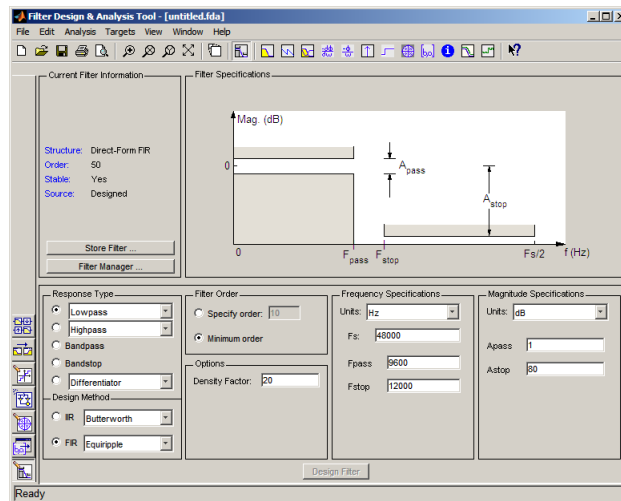 Filter Design & Analysis Tool - [untitled.fda]
File Edit Analysis Targets View Window Help
Current Filter Information
Structure: Direct-Form FIR
Order: 50
Stable: Yes
Source: Designed
Store Filter ...
Filter Manager ...
Filter Specifications
Mag. (dB)
0
Apass
Astop
0
Fpass
Fstop
Fs/2
f (Hz)
Response Type
Lowpass
Highpass
Bandpass
Bandstop
Differentiator
Design Method
IIR Butterworth
FIR Equiripple
Filter Order
Specify order: 10
Minimum order
Options
Density Factor: 20
Frequency Specifications
Units: Hz
Fs: 48000
Fpass 9600
Fstop 12000
Magnitude Specifications
Units: dB
Apass 1
Astop 80
Design Filter
Ready